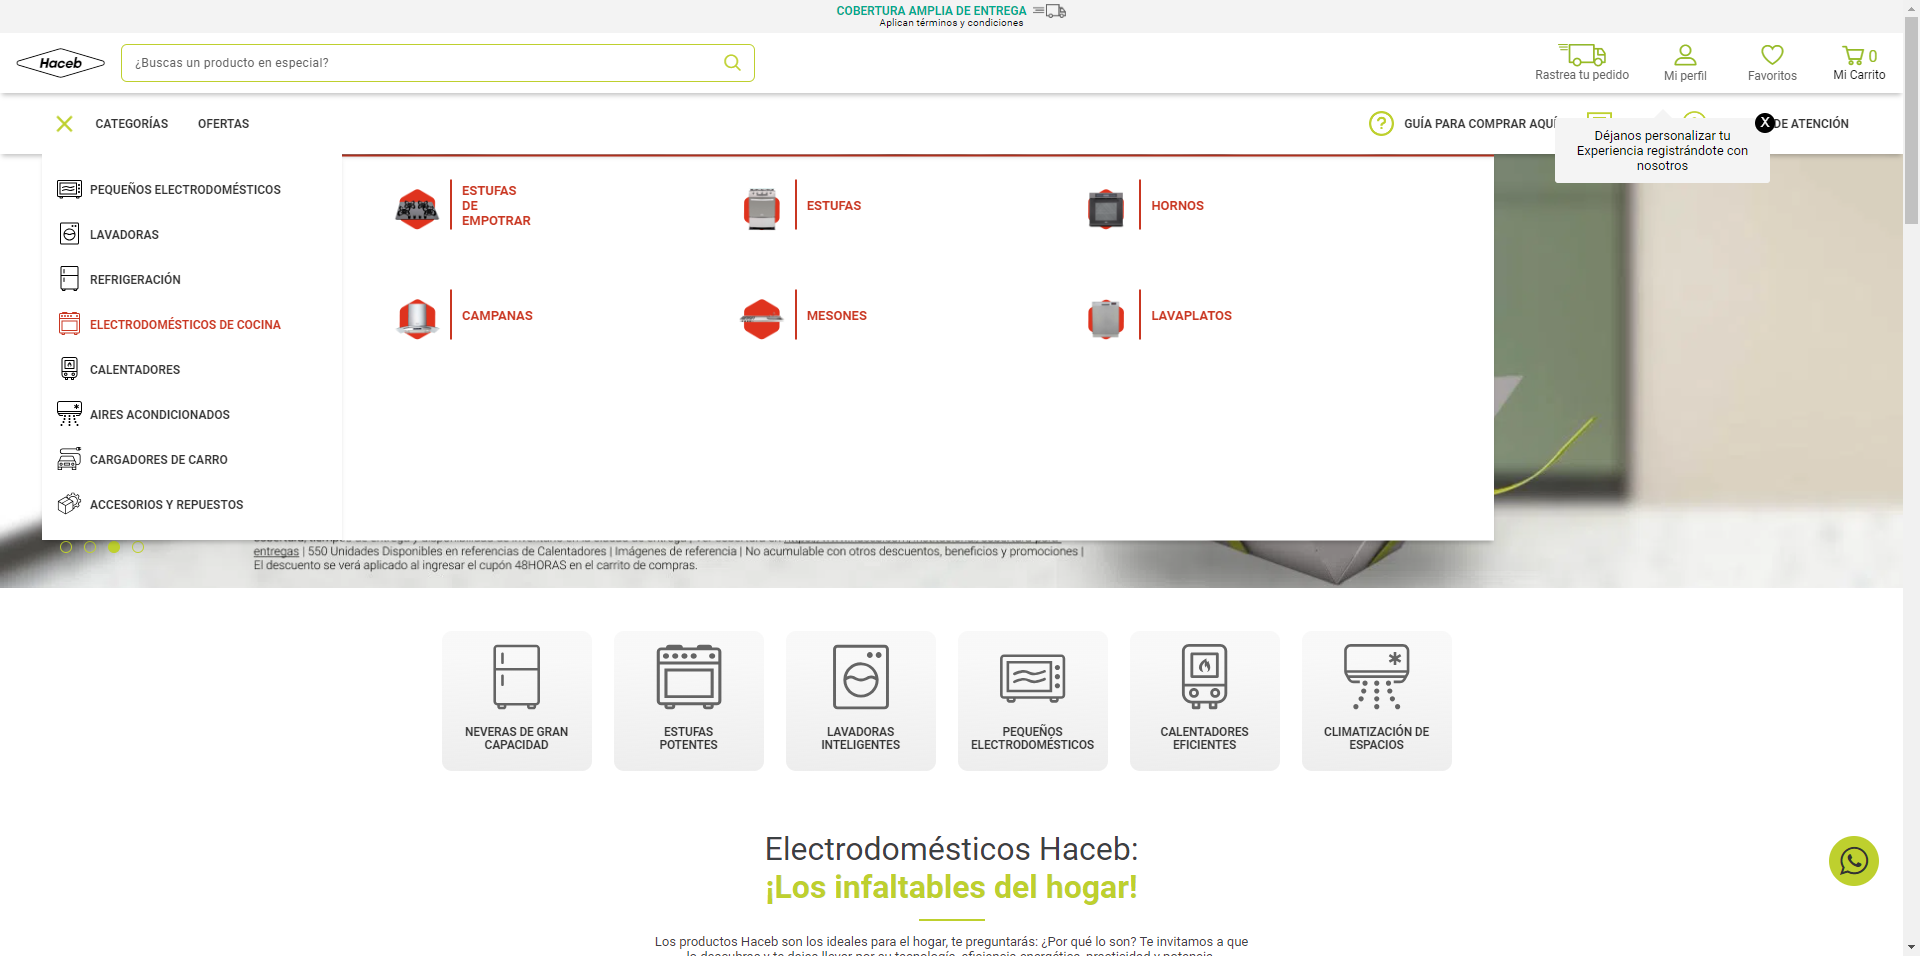 COBERTURA AMPLIA DE ENTREGA
Aplican términos y condiciones
Haceb
¿Buscas un producto en especial?
Rastrea tu pedido
Mi perfil
Favoritos
0
Mi Carrito
CATEGORÍAS
OFERTAS
GUÍA PARA COMPRAR AQUÍ
DE ATENCIÓN
X
Déjanos personalizar tu
Experiencia registrándote con
nosotros
PEQUEÑOS ELECTRODOMÉSTICOS
LAVADORAS
REFRIGERACIÓN
ELECTRODOMÉSTICOS DE COCINA
CALENTADORES
AIRES ACONDICIONADOS
CARGADORES DE CARRO
ACCESORIOS Y REPUESTOS
ESTUFAS
DE
EMPOTRAR
ESTUFAS
HORNOS
CAMPANAS
MESONES
LAVAPLATOS
entregas | 550 Unidades Disponibles en referencias de Calentadores | Imágenes de referencia | No acumulable con otros descuentos, beneficios y promociones |
El descuento se verá aplicado al ingresar el cupón 48HORAS en el carrito de compras.
NEVERAS DE GRAN
CAPACIDAD
ESTUFAS
POTENTES
LAVADORAS
INTELIGENTES
PEQUEÑOS
ELECTRODOMÉSTICOS
CALENTADORES
EFICIENTES
CLIMATIZACIÓN DE
ESPACIOS
Electrodomésticos Haceb:
¡Los infaltables del hogar!
Los productos Haceb son los ideales para el hogar, te preguntarás: ¿Por qué lo son? Te invitamos a que